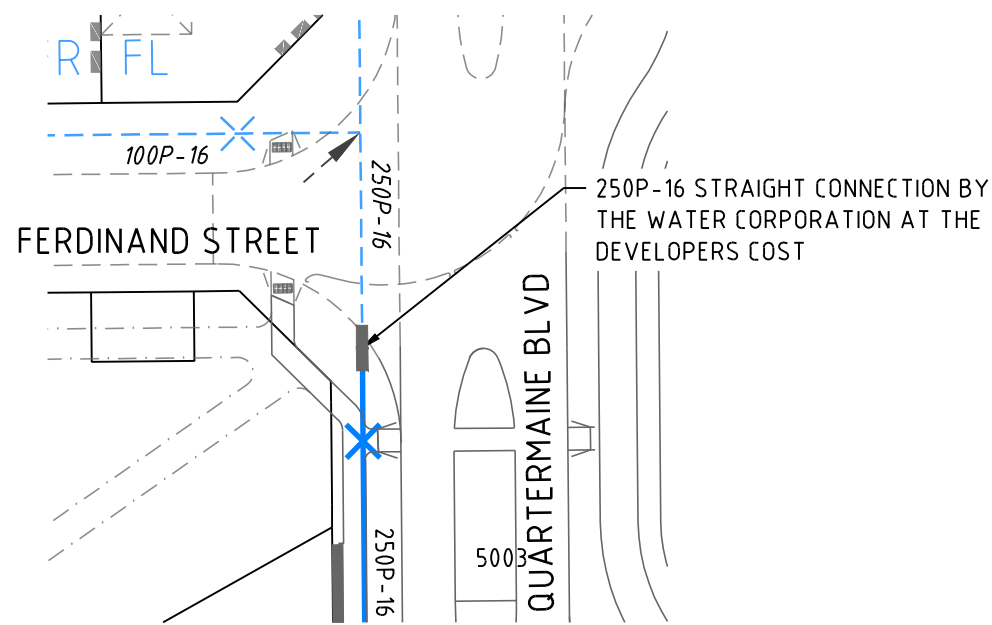 R FL
100P-16
250P-16
250P-16 STRAIGHT CONNECTION BY
THE WATER CORPORATION AT THE
DEVELOPERS COST
FERDINAND STREET
QUARTERMAINE BLVD
250P-16
5003